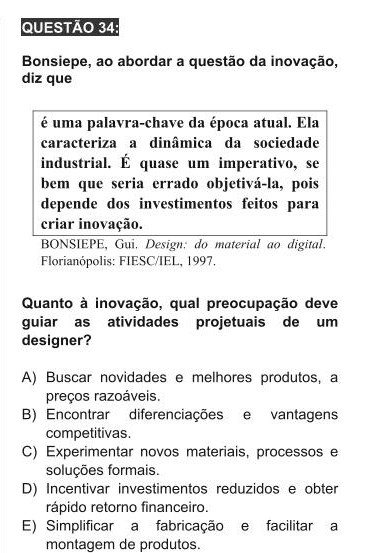 QUESTÃO 34:
Bonsiepe, ao abordar a questão da inovação,
diz que
é uma palavra-chave da época atual. Ela
caracteriza a dinâmica da sociedade
industrial. É quase um imperativo, se
bem que seria errado objetivá-la, pois
depende dos investimentos feitos para
criar inovação.
BONSIEPE, Gui. Design: do material ao digital.
Florianópolis: FIESC/IEL, 1997.
Quanto à inovação, qual preocupação deve
guiar as atividades projetuais de um
designer?
A) Buscar novidades e melhores produtos, a
preços razoáveis.
B) Encontrar diferenciações e vantagens
competitivas.
C) Experimentar novos materiais, processos e
soluções formais.
D) Incentivar investimentos reduzidos e obter
rápido retorno financeiro.
E) Simplificar a fabricação e facilitar a
montagem de produtos.